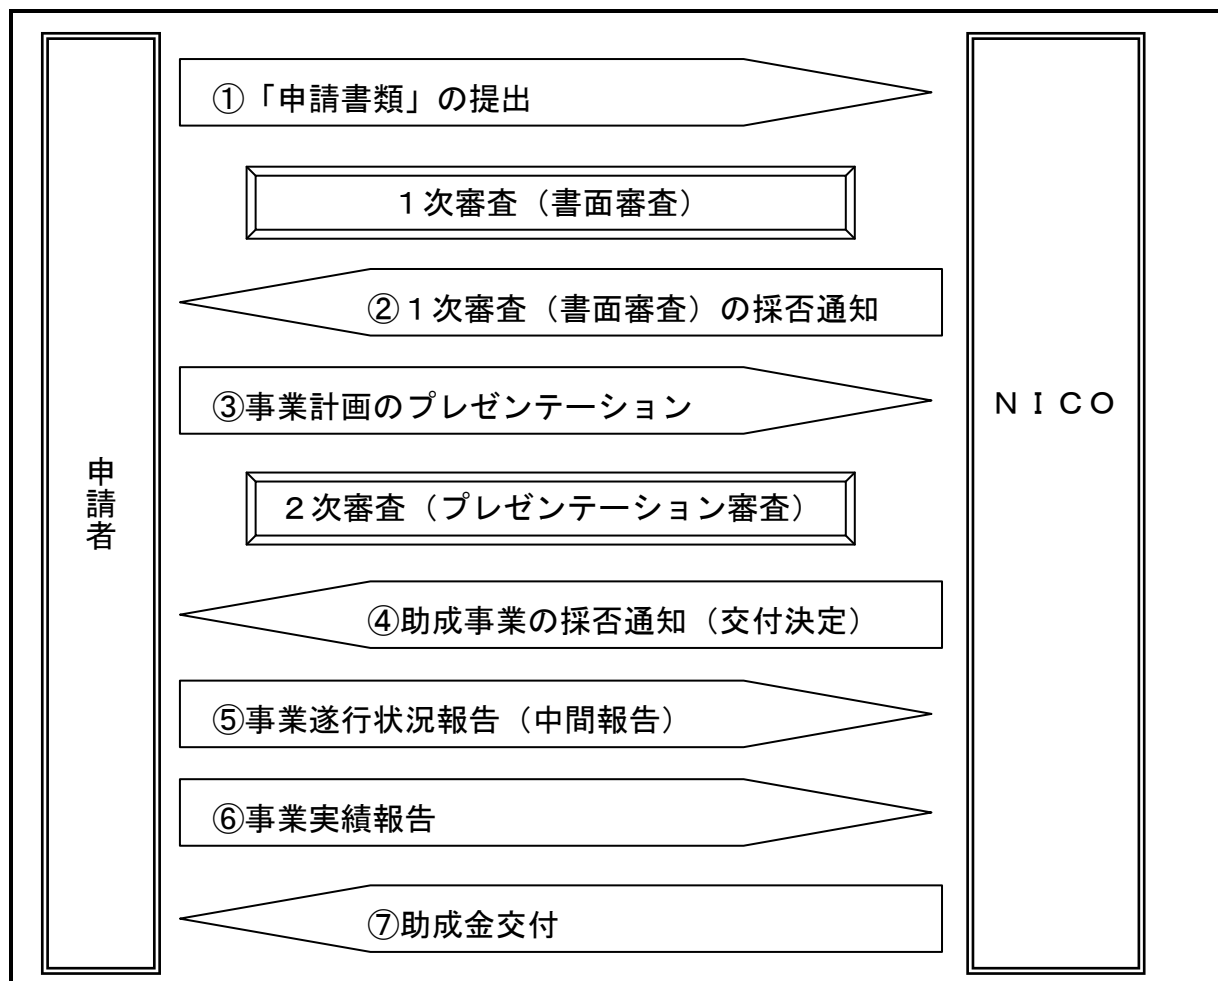 ①「申請書類」の提出
１次審査（書面審査）
②１次審査（書面審査）の採否通知
③事業計画のプレゼンテーション
ＮＩＣＯ
申請者
２次審査（プレゼンテーション審査）
④助成事業の採否通知（交付決定）
⑤事業遂行状況報告（中間報告）
⑥事業実績報告
⑦助成金交付